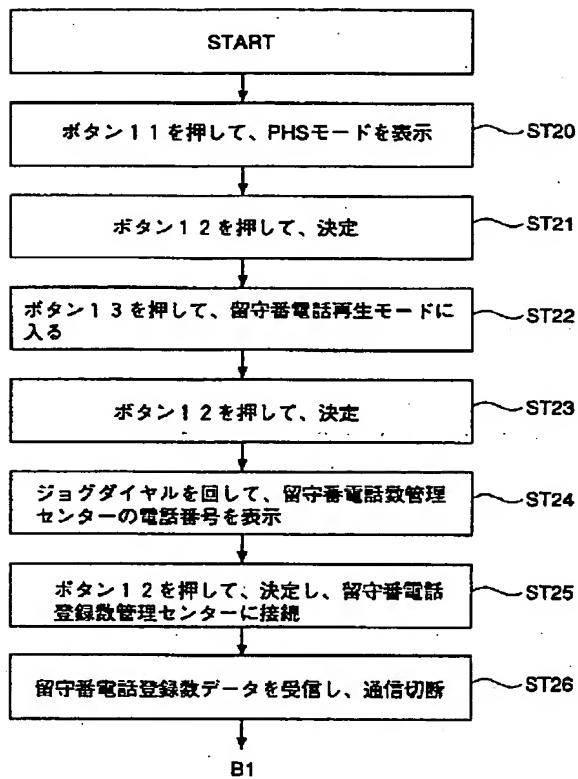 START
ボタン11を押して、PHSモードを表示
ST20
ボタン12を押して、決定
ST21
ボタン13を押して、留守番電話再生モードに
入る
ST22
ボタン12を押して、決定
ST23
ジョグダイヤルを回して、留守番電話数管理
センターの電話番号を表示
ST24
ボタン12を押して、決定し、留守番電話
登録数管理センターに接続
ST25
留守番電話登録数データを受信し、通信切断
ST26
B1